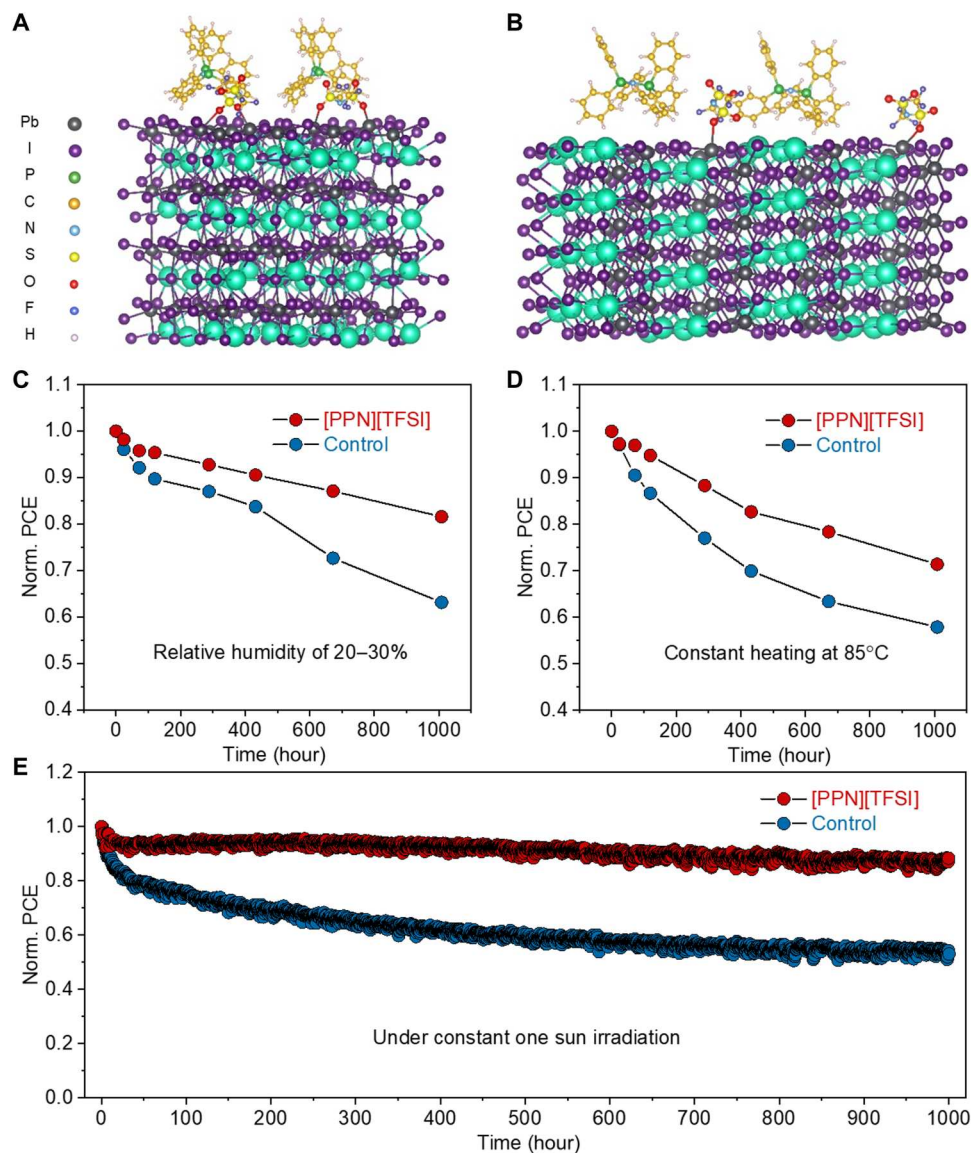 A
B
Pb
I
P
C
N
S
O
F
H
C
1.1
1.0
0.9
0.8
0.7
0.6
0.5
0.4
Norm. PCE
[PPN][TFSI]
Control
Relative humidity of 20–30%
0 200 400 600 800 1000
Time (hour)
D
1.1
1.0
0.9
0.8
0.7
0.6
0.5
0.4
Norm. PCE
[PPN][TFSI]
Control
Constant heating at 85°C
0 200 400 600 800 1000
Time (hour)
E
1.2
1.0
0.8
0.6
0.4
0.2
0.0
Norm. PCE
[PPN][TFSI]
Control
Under constant one sun irradiation
0 100 200 300 400 500 600 700 800 900 1000
Time (hour)